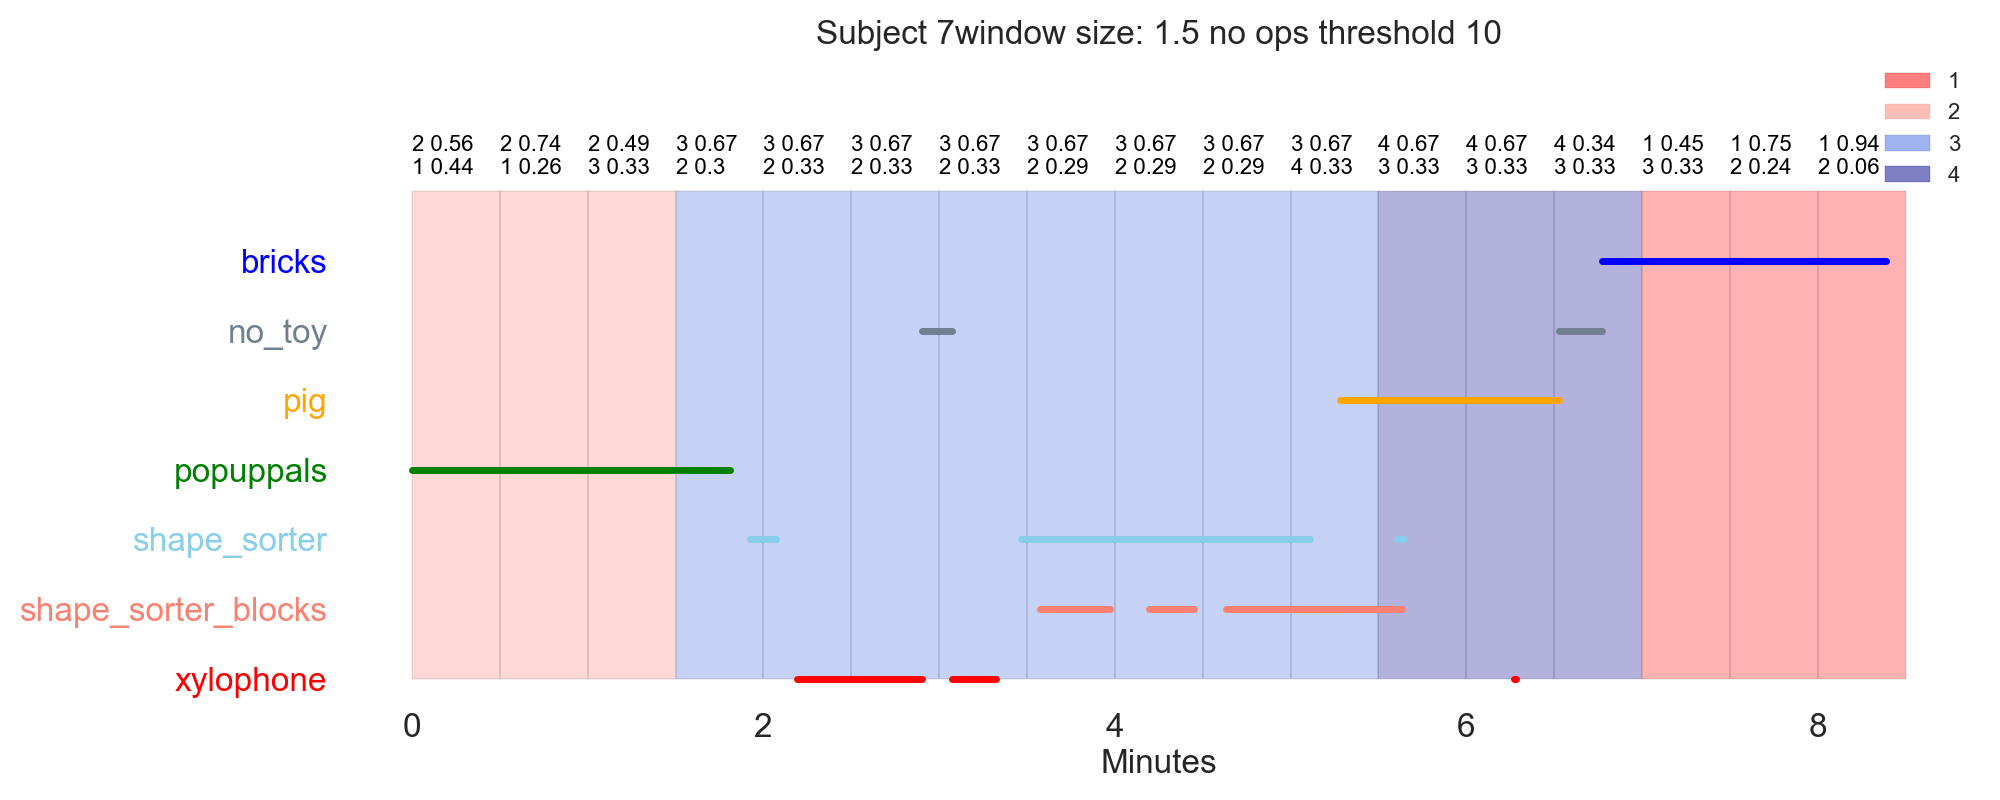 Subject 7window size: 1.5 no ops threshold 10
1
2
3
4
2 0.56 2 0.74 2 0.49 3 0.67 3 0.67 3 0.67 3 0.67 3 0.67 3 0.67 3 0.67 3 0.67 4 0.67 4 0.67 4 0.34 1 0.45 1 0.75 1 0.94
1 0.44 1 0.26 3 0.33 2 0.3 2 0.33 2 0.33 2 0.33 2 0.29 2 0.29 2 0.29 4 0.33 3 0.33 3 0.33 3 0.33 3 0.33 2 0.24 2 0.06
bricks
no_toy
pig
popuppals
shape_sorter
shape_sorter_blocks
xylophone
0 2 4 6 8
Minutes